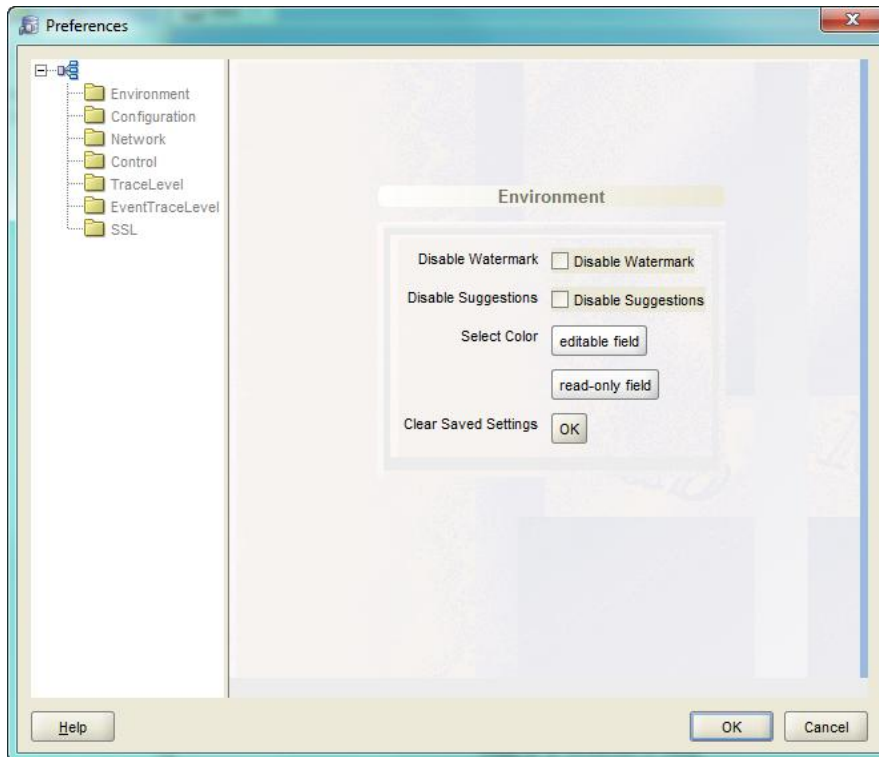 Preferences
Environment
Configuration
Network
Control
TraceLevel
EventTraceLevel
SSL
Environment
Disable Watermark Disable Watermark
Disable Suggestions Disable Suggestions
Select Color editable field
read-only field
Clear Saved Settings OK
Help OK Cancel